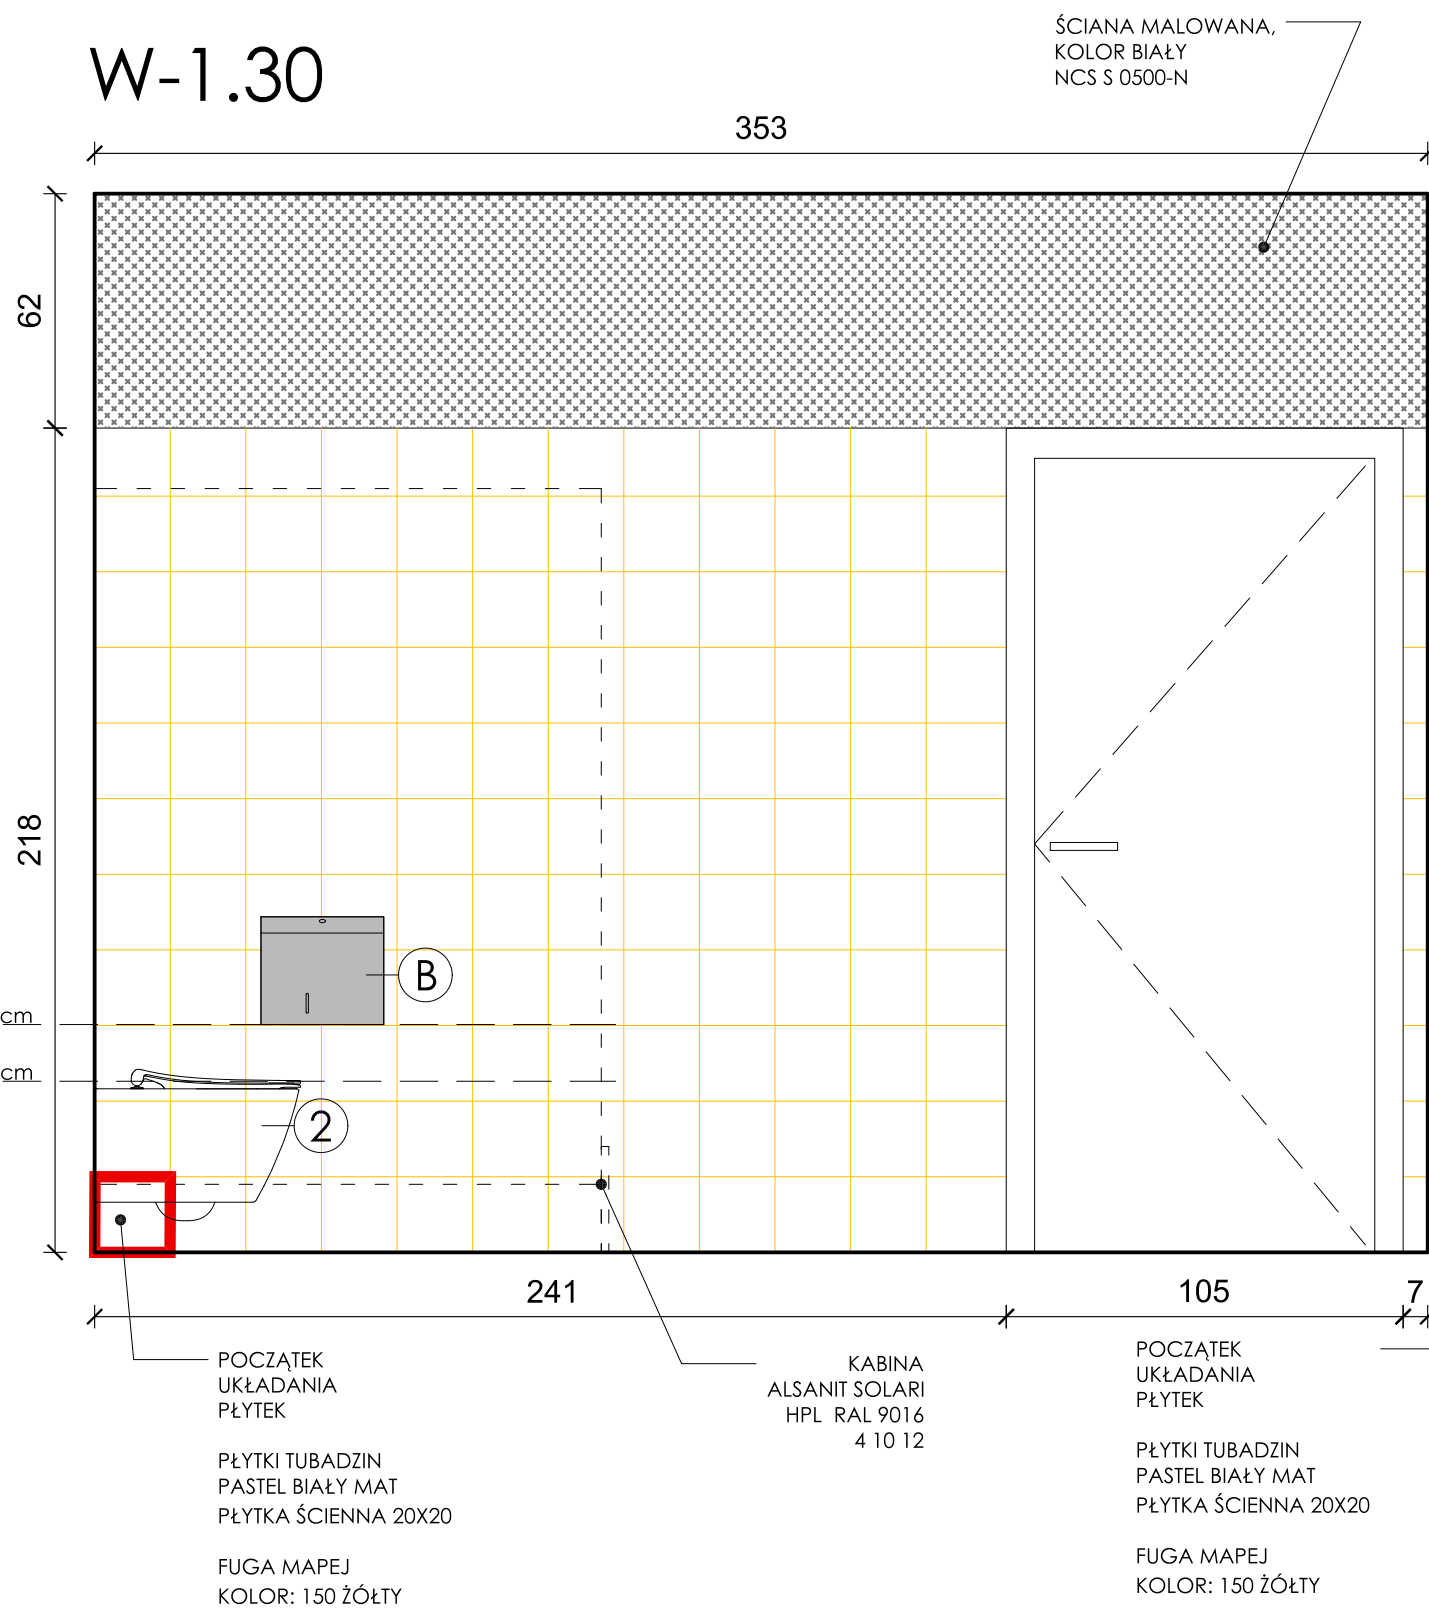 W-1.30
ŚCIANA MALOWANA,
KOLOR BIAŁY
NCS S 0500-N
353
62
218
B
cm
cm
2
241
105
7
POCZĄTEK
UKŁADANIA
PŁYTEK
PŁYTKI TUBADZIN
PASTEL BIAŁY MAT
PŁYTKA ŚCIENNA 20X20
FUGA MAPEJ
KOLOR: 150 ŻÓŁTY
KABINA
ALSANIT SOLARI
HPL RAL 9016
4 10 12
POCZĄTEK
UKŁADANIA
PŁYTEK
PŁYTKI TUBADZIN
PASTEL BIAŁY MAT
PŁYTKA ŚCIENNA 20X20
FUGA MAPEJ
KOLOR: 150 ŻÓŁTY